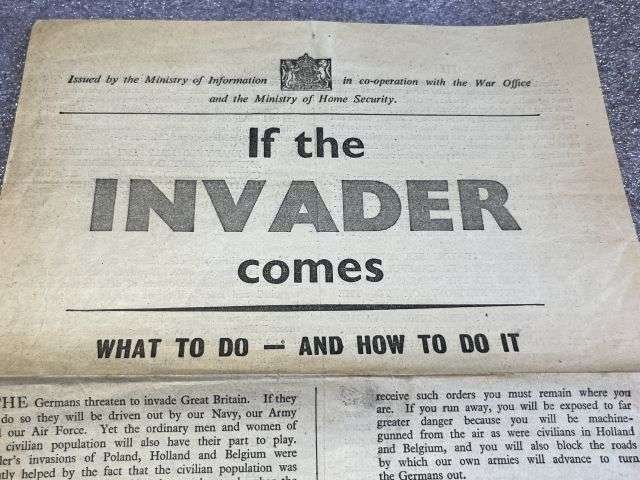 Issued by the Ministry of Information in co-operation with the War Office
and the Ministry of Home Security.
If the
INVADER
comes
WHAT TO DO — AND HOW TO DO IT
THE Germans threaten to invade Great Britain. If they
do so they will be driven out by our Navy, our Army
our Air Force. Yet the ordinary men and women of
civilian population will also have their part to play.
invasions of Poland, Holland and Belgium were
helped by the fact that the civilian population was
receive such orders you must remain where you
are. If you run away, you will be exposed to far
greater danger because you will be machine-
gunned from the air as were civilians in Holland
and Belgium, and you will also block the roads
by which our own armies will advance to turn
the Germans out.